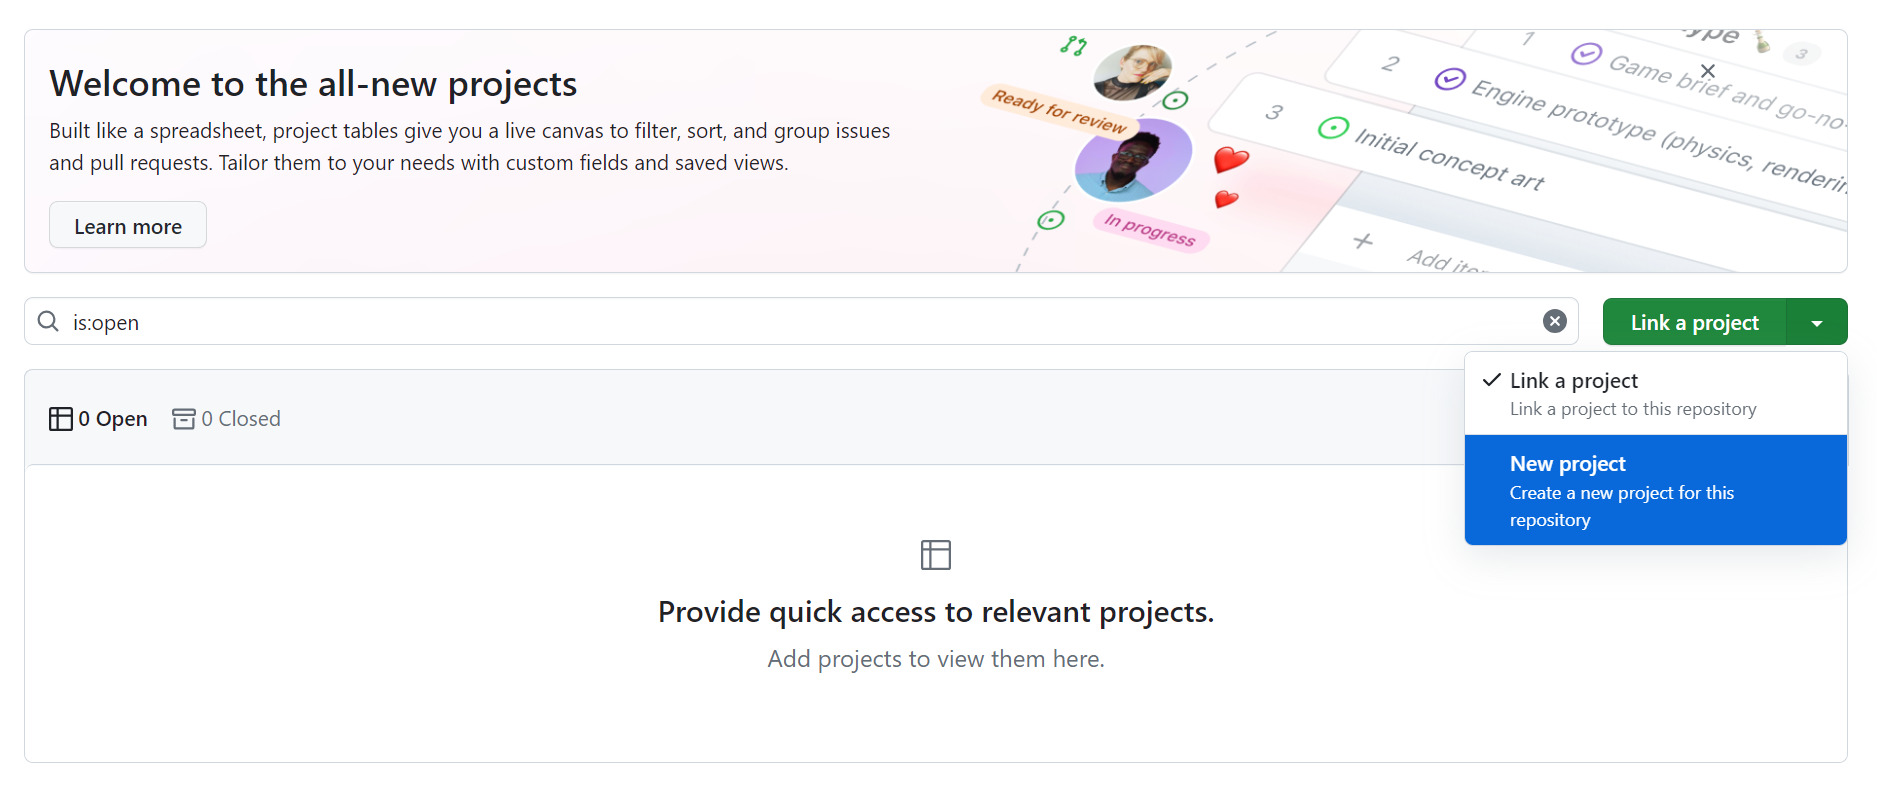 Welcome to the all-new projects
Built like a spreadsheet, project tables give you a live canvas to filter, sort, and group issues
and pull requests. Tailor them to your needs with custom fields and saved views.
Learn more
Ready for review
In progress
3
1 Game brief and go-no-
2 Engine prototype (physics, renderin
3 Initial concept art
+ Add
is:open
Link a project
Link a project
Link a project to this repository
New project
Create a new project for this
repository
0 Open 0 Closed
Provide quick access to relevant projects.
Add projects to view them here.